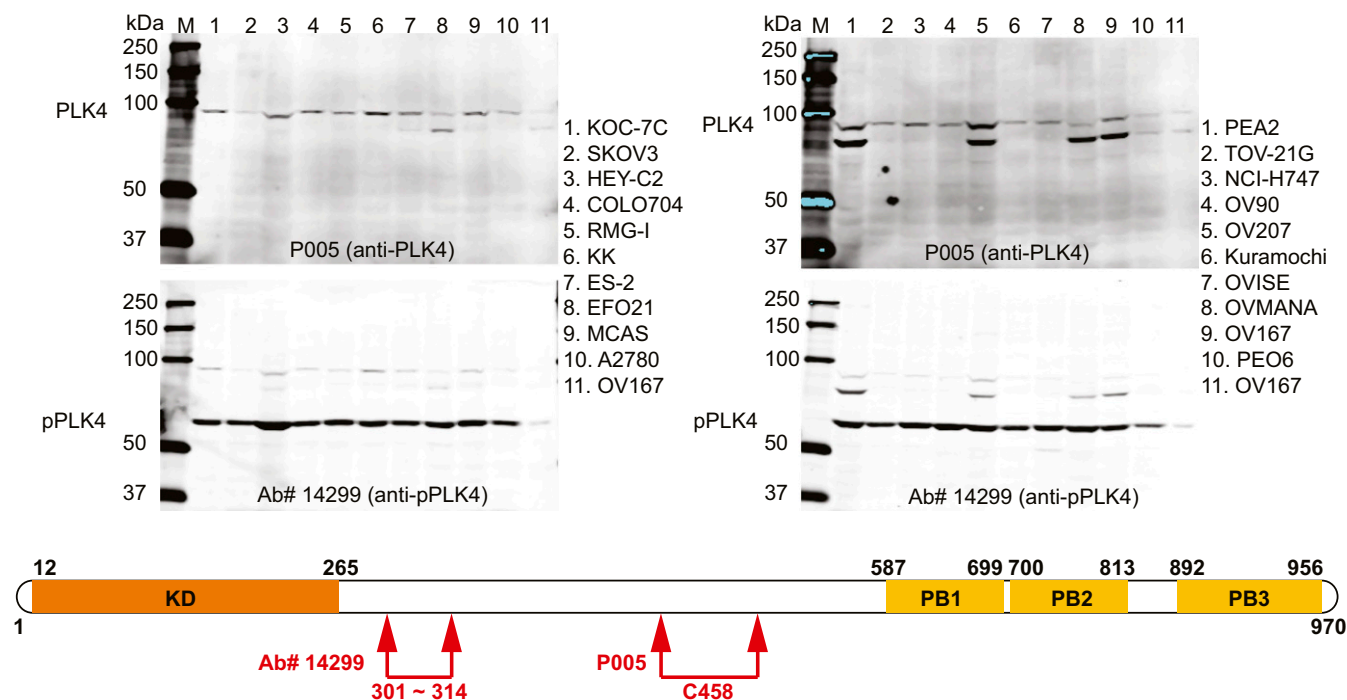 kDa M 1 2 3 4 5 6 7 8 9 10 11
250
150
PLK4 100
50
37
P005 (anti-PLK4)
250
150
100
pPLK4
50
37
Ab# 14299 (anti-pPLK4)
1. KOC-7C
2. SKOV3
3. HEY-C2
4. COLO704
5. RMG-I
6. KK
7. ES-2
8. EFO21
9. MCAS
10. A2780
11. OV167
kDa M 1 2 3 4 5 6 7 8 9 10 11
250
150
100
PLK4
50
37
P005 (anti-PLK4)
250
150
100
pPLK4
50
37
Ab# 14299 (anti-pPLK4)
1. PEA2
2. TOV-21G
3. NCI-H747
4. OV90
5. OV207
6. Kuramochi
7. OVISE
8. OVMANA
9. OV167
10. PEO6
11. OV167
12 265 587 699 700 813 892 956
KD PB1 PB2 PB3
1 970
Ab# 14299 P005
301 ~ 314 C458